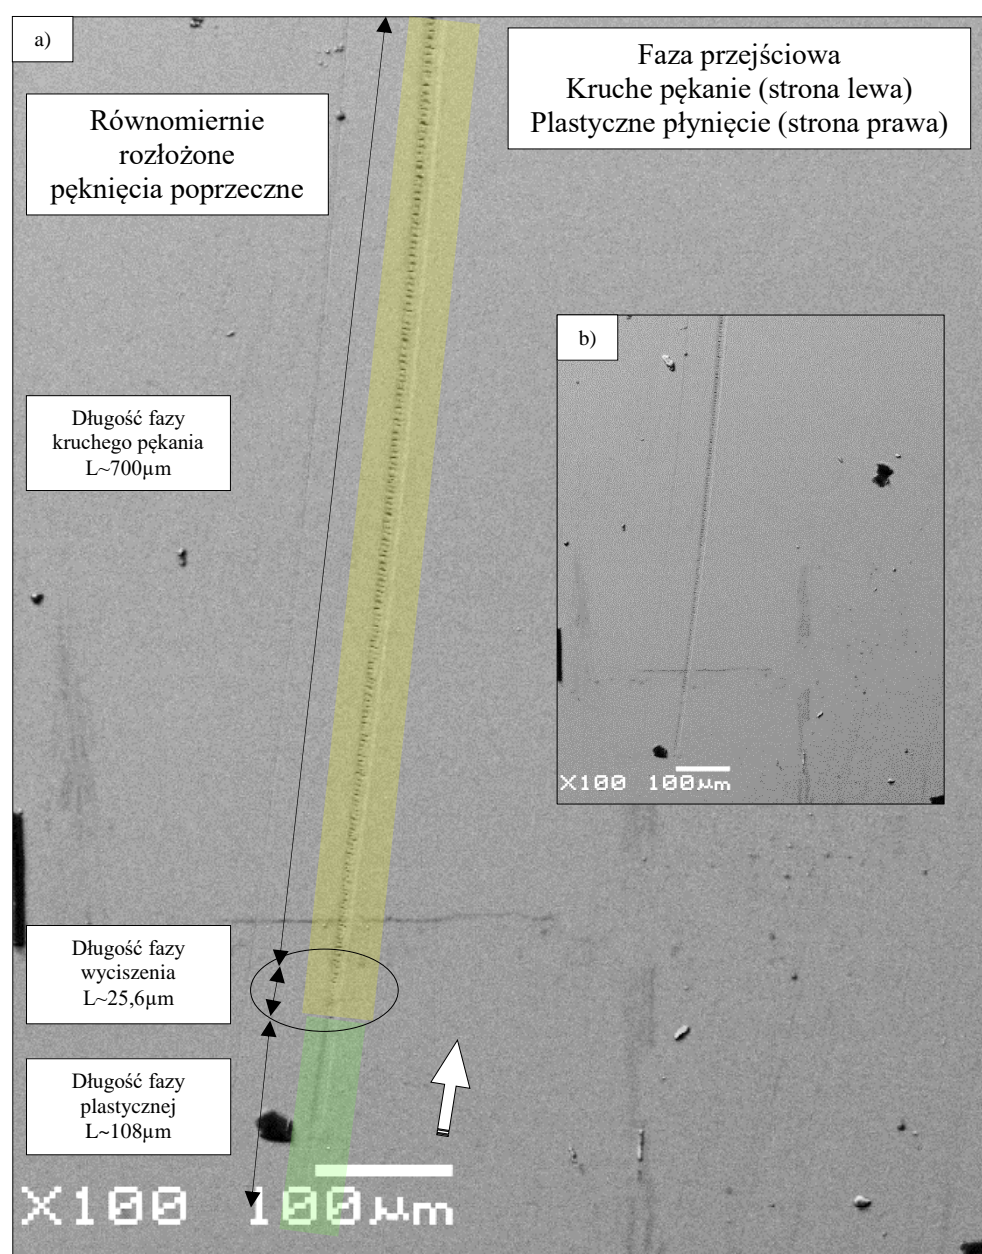 a)
Faza przejściowa
Kruche pękanie (strona lewa)
Plastyczne płynięcie (strona prawa)
Równomiernie
rozłożone
pęknięcia poprzeczne
b)
Długość fazy
kruchego pękania
L~700µm
X100 100µm
Długość fazy
wyciszenia
L~25,6µm
Długość fazy
plastycznej
L~108µm
X100 100µm